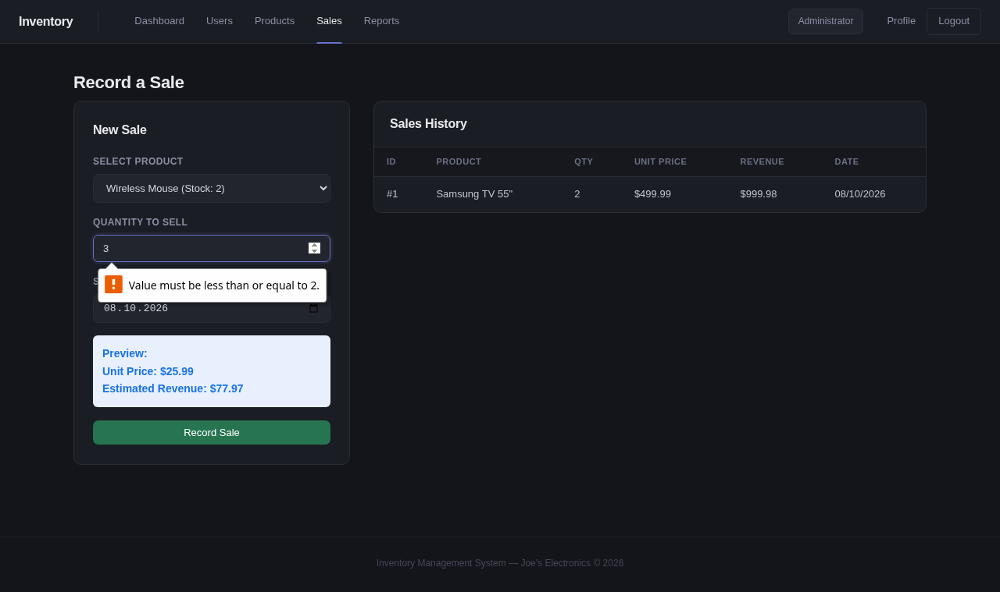 Inventory
Dashboard Users Products Sales Reports
Administrator Profile Logout
Record a Sale
New Sale
SELECT PRODUCT
Wireless Mouse (Stock: 2)
QUANTITY TO SELL
3
Value must be less than or equal to 2.
08.10.2026
Preview:
Unit Price: $25.99
Estimated Revenue: $77.97
Record Sale
Sales History
ID PRODUCT QTY UNIT PRICE REVENUE DATE
#1 Samsung TV 55" 2 $499.99 $999.98 08/10/2026
Inventory Management System — Joe's Electronics © 2026